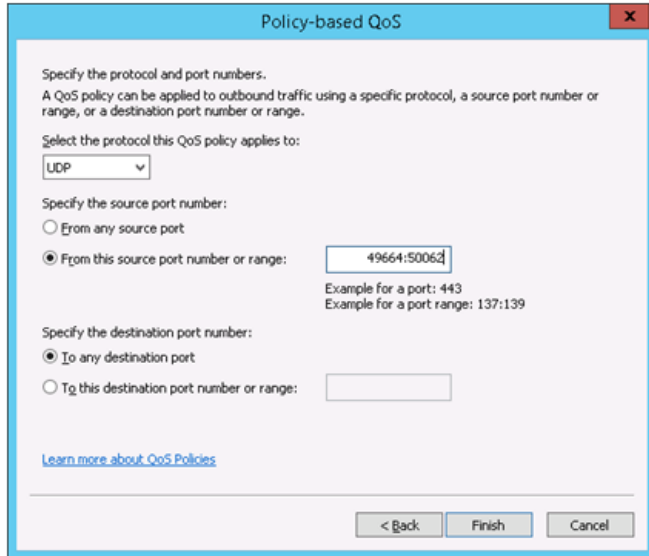 Policy-based QoS
x
Specify the protocol and port numbers.
A QoS policy can be applied to outbound traffic using a specific protocol, a source port number or
range, or a destination port number or range.
Select the protocol this QoS policy applies to:
UDP
Specify the source port number:
From any source port
From this source port number or range:
49664:50062
Example for a port: 443
Example for a port range: 137:139
Specify the destination port number:
To any destination port
To this destination port number or range:
Learn more about QoS Policies
< Back
Finish
Cancel